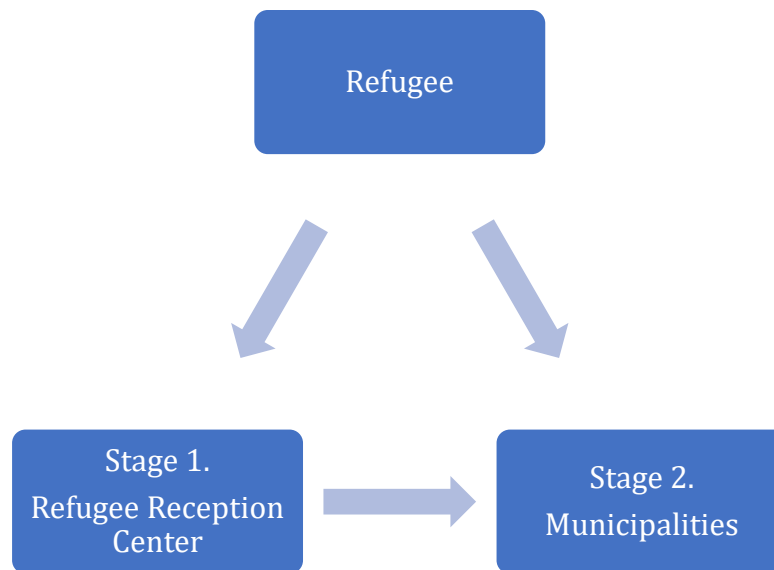 Refugee
Stage 1.
Refugee Reception
Center
Stage 2.
Municipalities